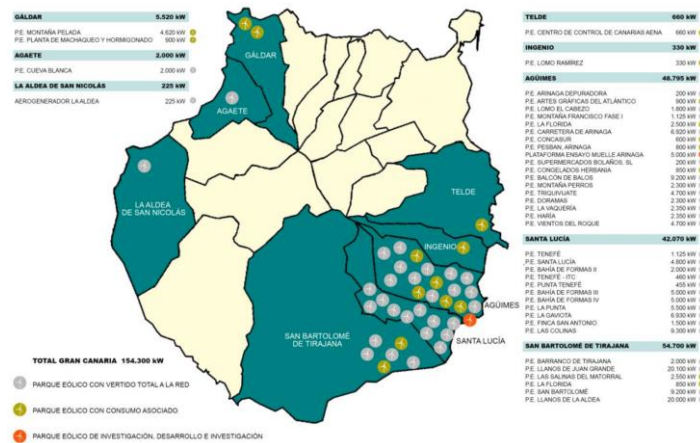 GÁLDAR 5.520 kW
P.E. MONTAÑA PELADA 4.620 kW
P.E. PLANTA DE MACHAQUEO Y HORMIGONADO 900 kW
AGAETE 2.000 kW
P.E. CUEVA BLANCA 2.000 kW
LA ALDEA DE SAN NICOLÁS 225 kW
AEROGENERADOR LA ALDEA 225 kW
GÁLDAR
AGAETE
LA ALDEA
DE SAN NICOLÁS
TELDE
INGENIO
AGÜIMES
SANTA LUCÍA
SAN BARTOLOMÉ
DE TIRAJANA
TOTAL GRAN CANARIA 154.300 kW
PARQUE EÓLICO CON VERTIDO TOTAL A LA RED
PARQUE EÓLICO CON CONSUMO ASOCIADO
PARQUE EÓLICO DE INVESTIGACIÓN, DESARROLLO E INVESTIGACIÓN
TELDE 660 kW
P.E. CENTRO DE CONTROL DE CANARIAS AENA 660 kW
INGENIO 330 kW
P.E. LOMO RAMÍREZ 330 kW
AGÜIMES 48.795 kW
P.E. ARINAGA DEPURADORA 200 kW
P.E. ARTES GRÁFICAS DEL ATLÁNTICO 900 kW
P.E. LOMO EL CABEZO 1.800 kW
P.E. MONTAÑA FRANCISCO FASE I 1.125 kW
P.E. LA FLORIDA 2.500 kW
P.E. CARRETERA DE ARINAGA 6.920 kW
P.E. CONCASUR 600 kW
P.E. PESBAN, ARINAGA 800 kW
PLATAFORMA ENSAYO MUELLE ARINAGA 5.000 kW
P.E. SUPERMERCADOS BOLAÑOS, SL 200 kW
P.E. CONGELADOS HERBANIA 850 kW
P.E. BALCÓN DE BALOS 9.200 kW
P.E. MONTAÑA PERROS 2.300 kW
P.E. TRIQUIVIJATE 4.700 kW
P.E. DORAMAS 2.300 kW
P.E. LA VAQUERÍA 2.350 kW
P.E. HARÍA 2.350 kW
P.E. VIENTOS DEL ROQUE 4.700 kW
SANTA LUCÍA 42.070 kW
P.E. TENEFÉ 1.125 kW
P.E. SANTA LUCÍA 4.800 kW
P.E. BAHÍA DE FORMAS II 2.000 kW
P.E. TENEFÉ - ITC 460 kW
P.E. PUNTA TENEFÉ 455 kW
P.E. BAHÍA DE FORMAS III 5.000 kW
P.E. BAHÍA DE FORMAS IV 5.000 kW
P.E. LA PUNTA 5.500 kW
P.E. LA GAVIOTA 6.930 kW
P.E. FINCA SAN ANTONIO 1.500 kW
P.E. LAS COLINAS 9.300 kW
SAN BARTOLOMÉ DE TIRAJANA 54.700 kW
P.E. BARRANCO DE TIRAJANA 2.000 kW
P.E. LLANOS DE JUAN GRANDE 20.100 kW
P.E. LAS SALINAS DEL MATORRAL 2.550 kW
P.E. LA FLORIDA 850 kW
P.E. SAN BARTOLOMÉ 9.200 kW
P.E. LLANOS DE LA ALDEA 20.000 kW